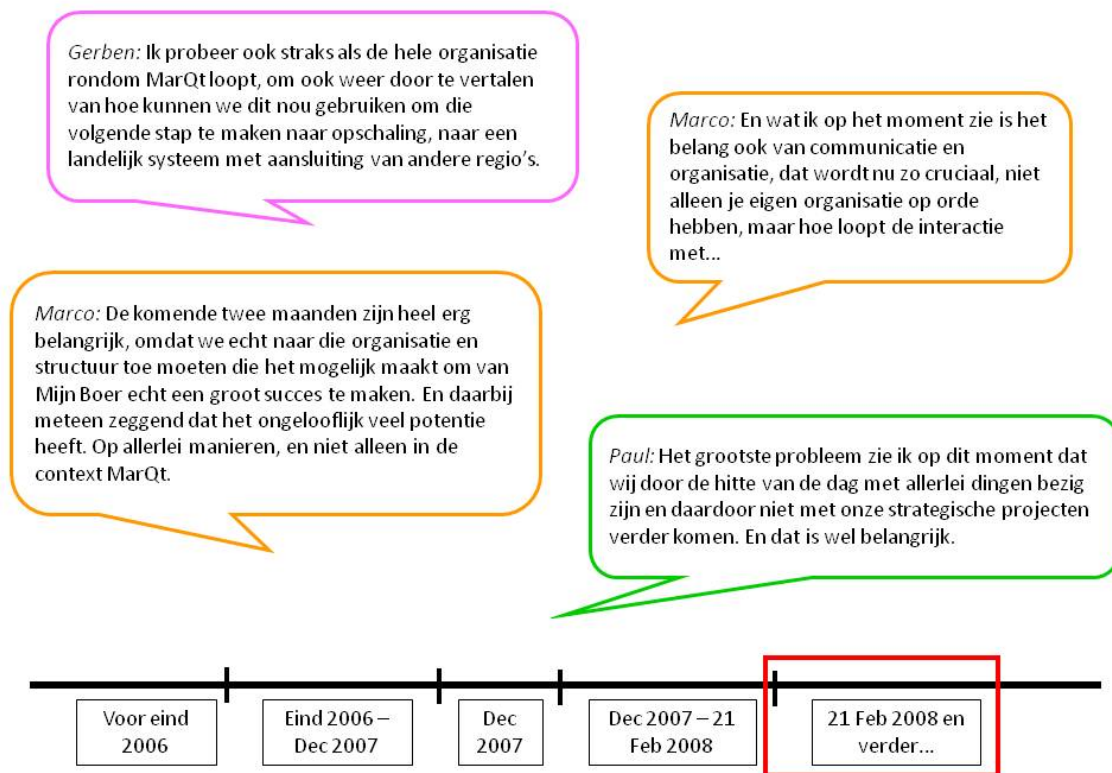 Gerben: Ik probeer ook straks als de hele organisatie
rondom MarQt loopt, om ook weer door te vertalen
van hoe kunnen we dit nou gebruiken om die
volgende stap te maken naar opschaling, naar een
landelijk systeem met aansluiting van andere regio's.
Marco: En wat ik op het moment zie is het
belang ook van communicatie en
organisatie, dat wordt nu zo cruciaal, niet
alleen je eigen organisatie op orde
hebben, maar hoe loopt de interactie
met...
Marco: De komende twee maanden zijn heel erg
belangrijk, omdat we echt naar die organisatie en
structuur toe moeten die het mogelijk maakt om van
Mijn Boer echt een groot succes te maken. En daarbij
meteen zeggend dat het ongelooflijk veel potentie
heeft. Op allerlei manieren, en niet alleen in de
context MarQt.
Paul: Het grootste probleem zie ik op dit moment dat
wij door de hitte van de dag met allerlei dingen bezig
zijn en daardoor niet met onze strategische projecten
verder komen. En dat is wel belangrijk.
Voor eind
2006
Eind 2006 –
Dec 2007
Dec
2007
Dec 2007 – 21
Feb 2008
21 Feb 2008 en
verder...